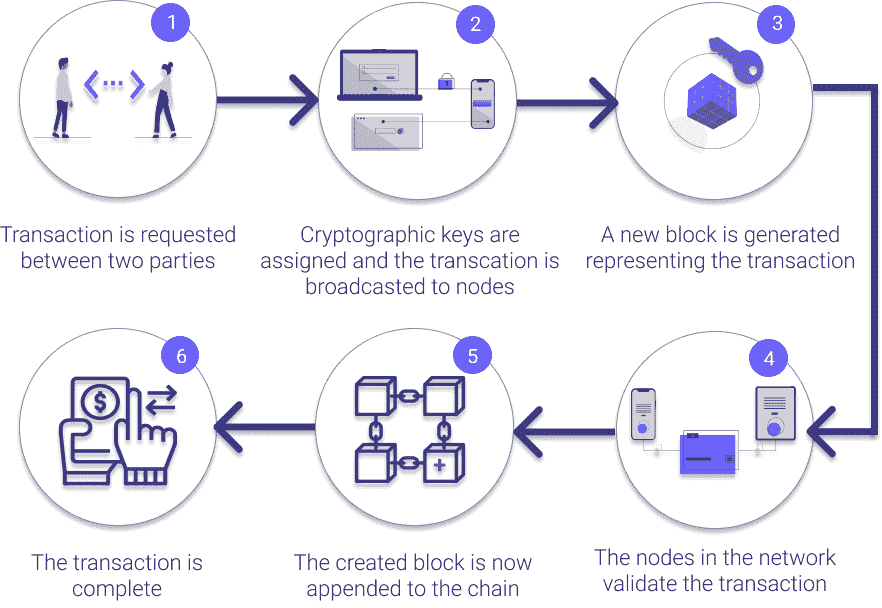 1
2
3
Transaction is requested
between two parties
Cryptographic keys are
assigned and the transcation is
broadcasted to nodes
A new block is generated
representing the transaction
6
5
4
$
The transaction is
complete
The created block is now
appended to the chain
The nodes in the network
validate the transaction